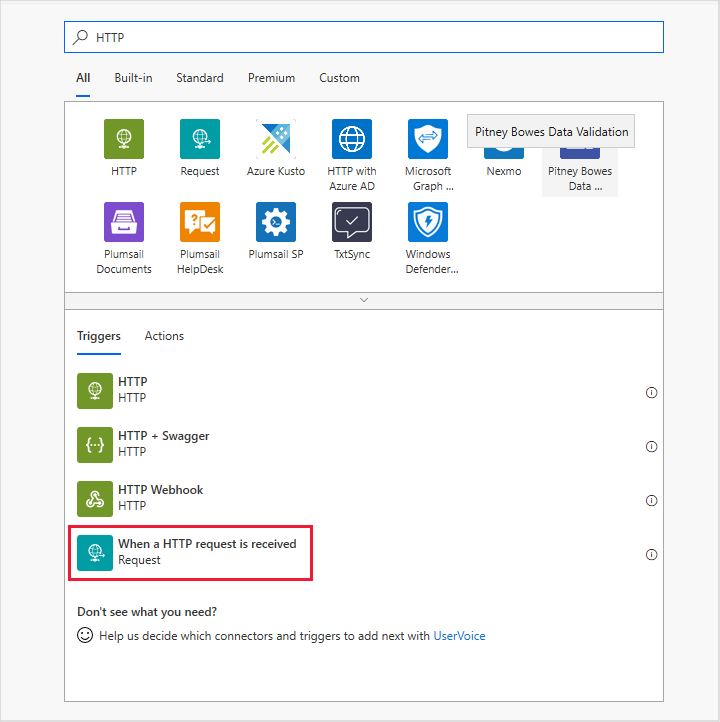 HTTP
All Built-in Standard Premium Custom
Pitney Bowes Data Validation
HTTP Request Azure Kusto HTTP with Azure AD Microsoft Graph ... Nexmo Pitney Bowes Data ...
Plumsail Documents Plumsail HelpDesk Plumsail SP TxtSync Windows Defender...
Triggers Actions
HTTP
HTTP
HTTP + Swagger
HTTP
HTTP Webhook
HTTP
When a HTTP request is received
Request
Don't see what you need?
Help us decide which connectors and triggers to add next with UserVoice